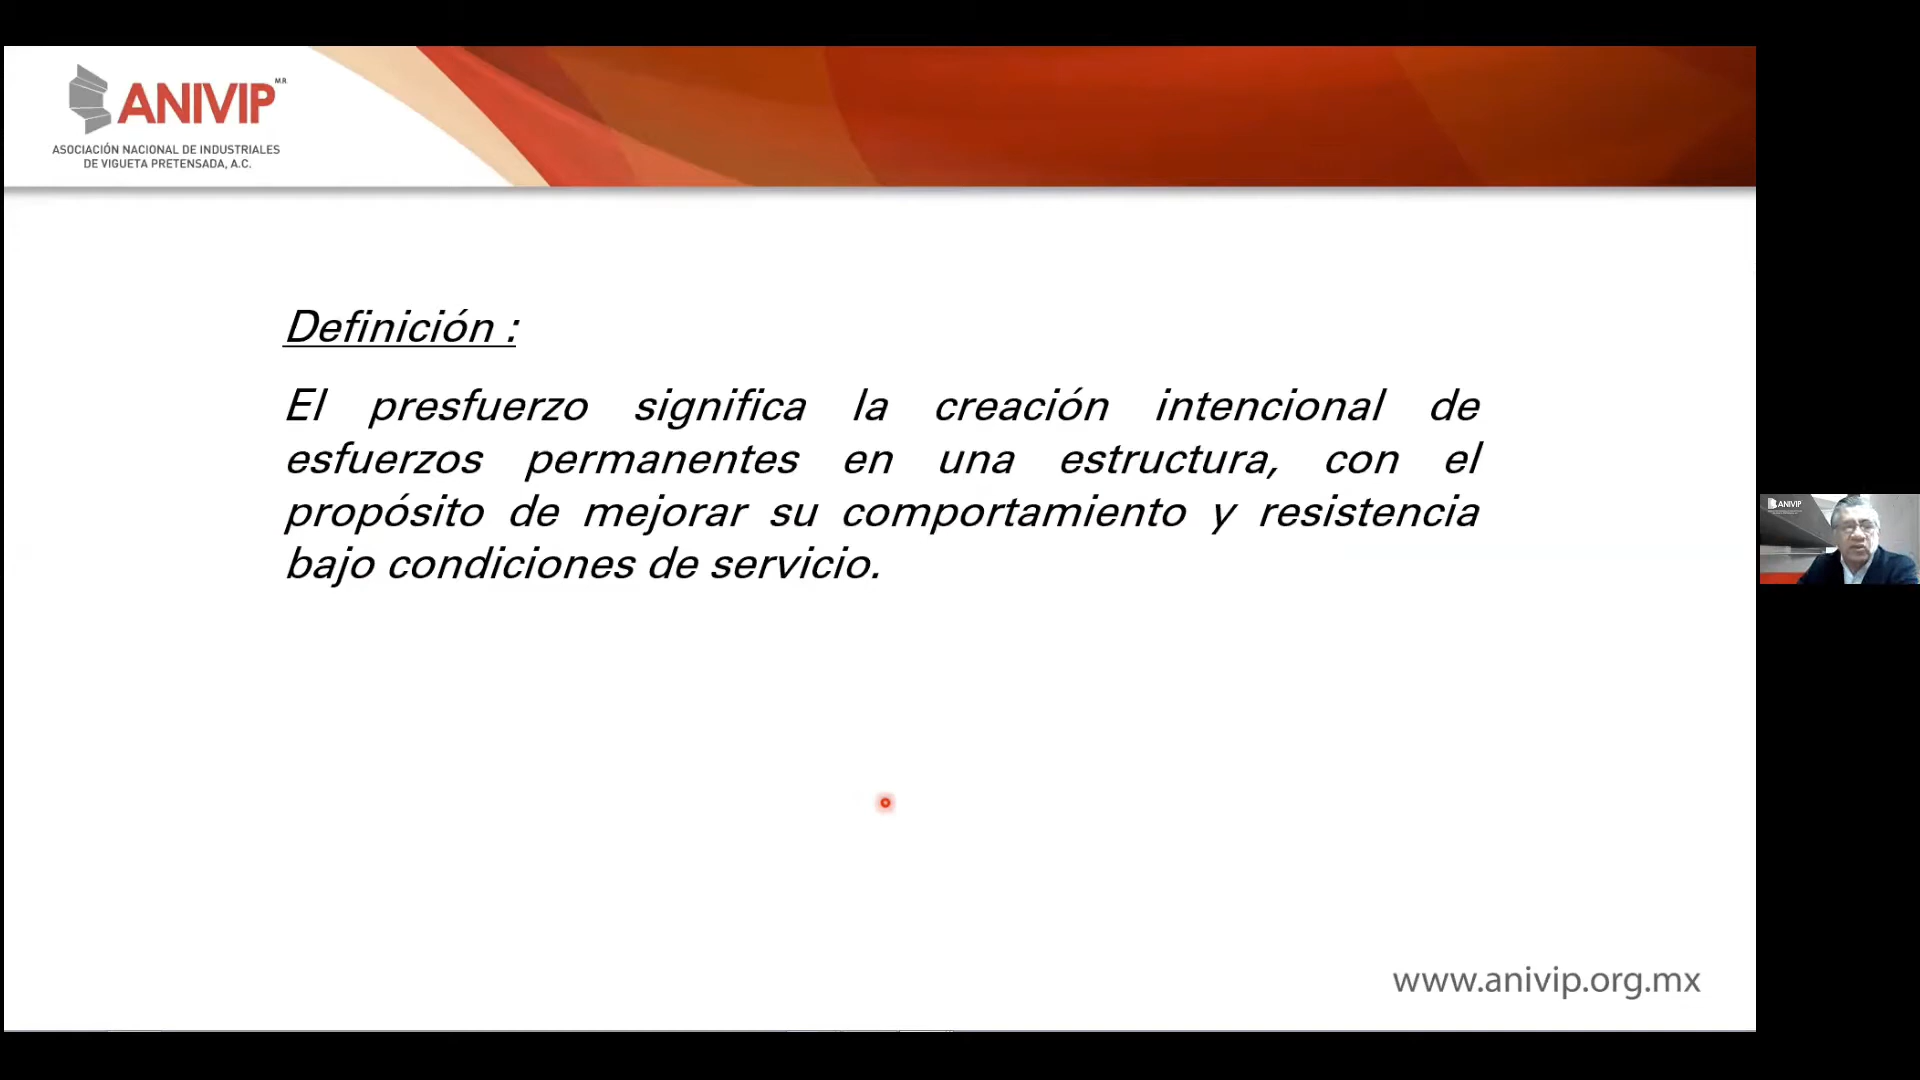 ANIVIP M.R.
ASOCIACIÓN NACIONAL DE INDUSTRIALES
DE VIGUETA PRETENSADA, A.C.
Definición :
El presfuerzo significa la creación intencional de
esfuerzos permanentes en una estructura, con el
propósito de mejorar su comportamiento y resistencia
bajo condiciones de servicio.
ANIVIP
www.anivip.org.mx